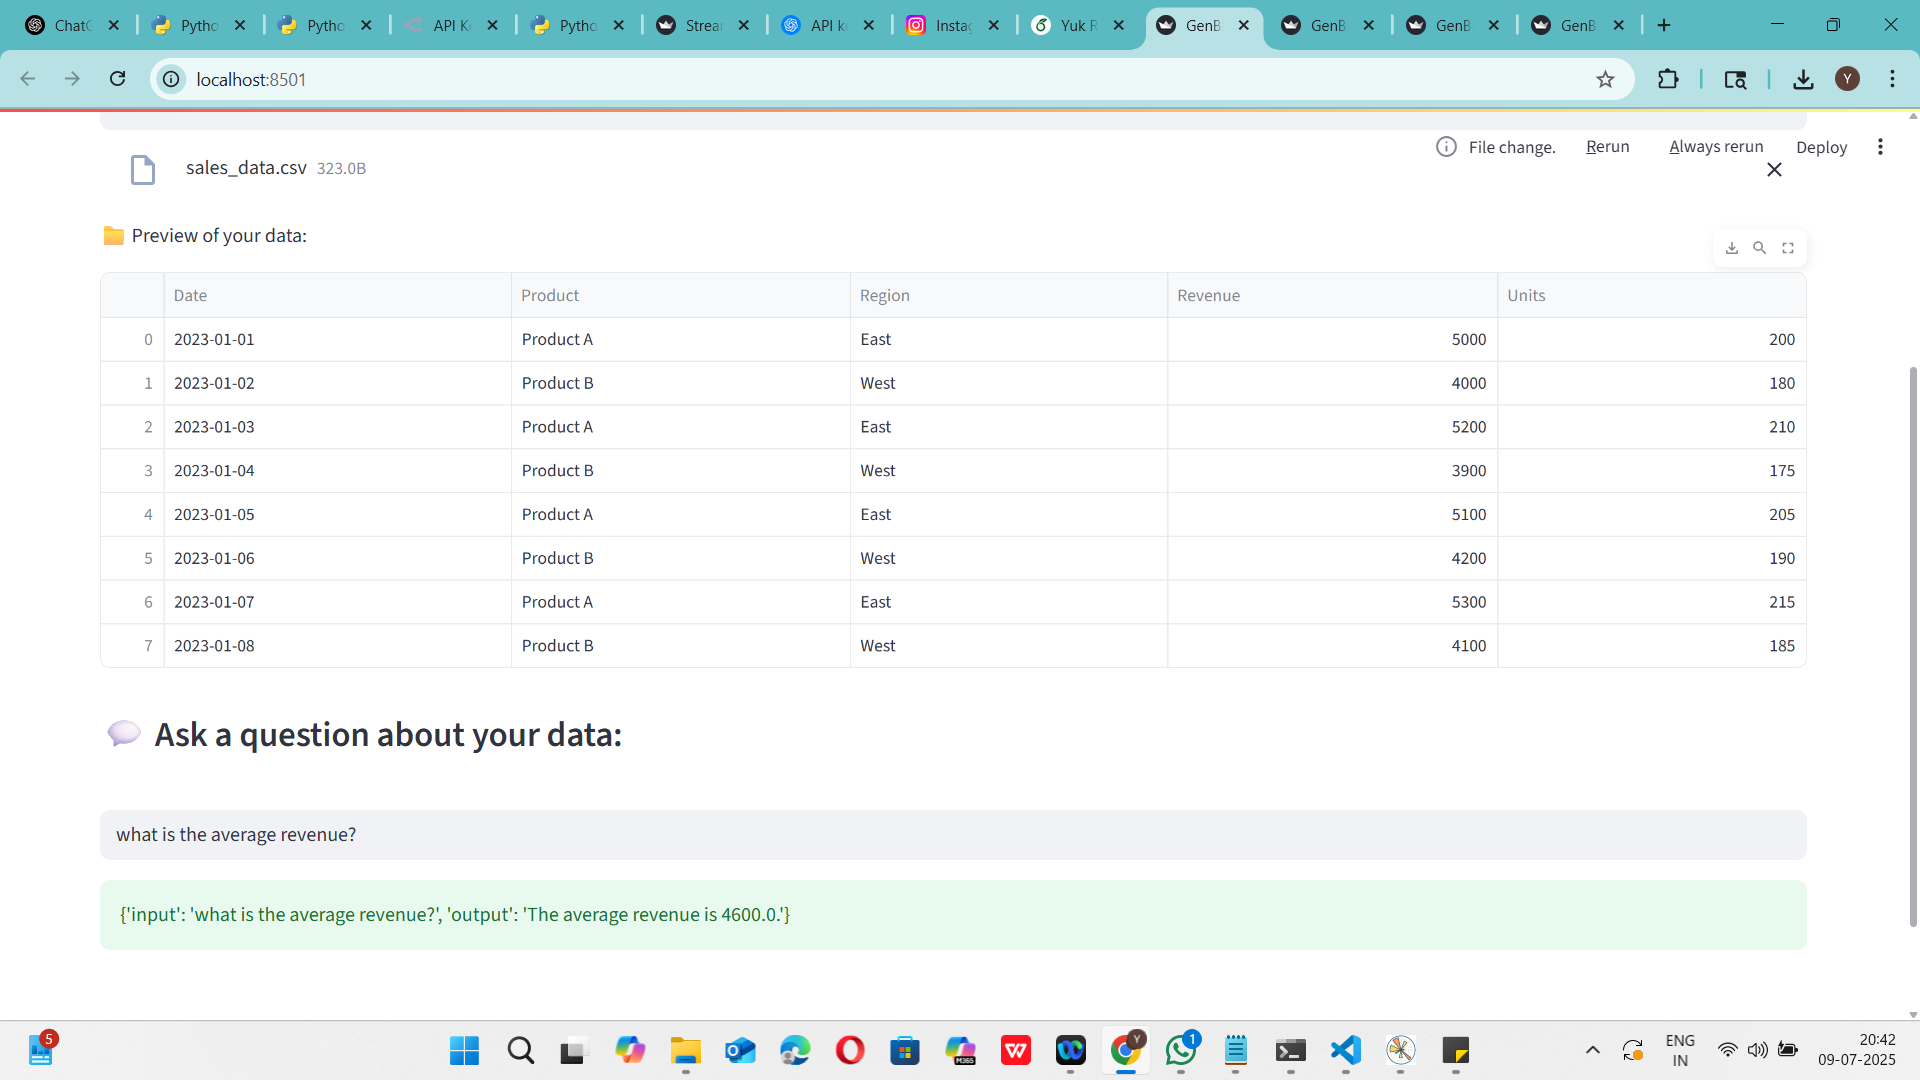 ChatG
Pytho
Pytho
API Ke
Pytho
Strear
API ke
Instag
Yuk R
GenB
GenB
GenB
GenB
localhost:8501
Y
sales_data.csv 323.0B
File change. Rerun Always rerun Deploy
Preview of your data:
Date Product Region Revenue Units
0 2023-01-01 Product A East 5000 200
1 2023-01-02 Product B West 4000 180
2 2023-01-03 Product A East 5200 210
3 2023-01-04 Product B West 3900 175
4 2023-01-05 Product A East 5100 205
5 2023-01-06 Product B West 4200 190
6 2023-01-07 Product A East 5300 215
7 2023-01-08 Product B West 4100 185
Ask a question about your data:
what is the average revenue?
{'input': 'what is the average revenue?', 'output': 'The average revenue is 4600.0.'}
5
M365
Y
1
ENG
IN
20:42
09-07-2025